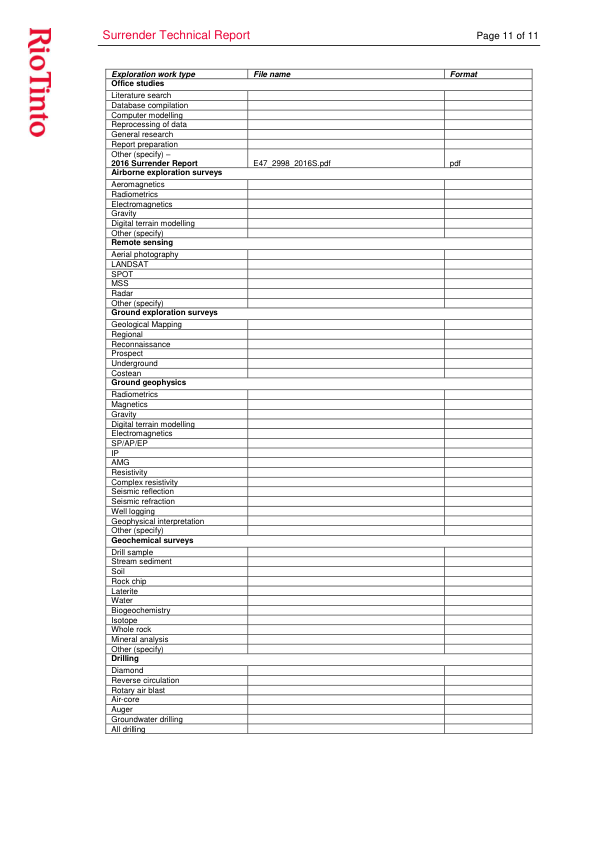 RioTinto
Surrender Technical Report
Page 11 of 11
Exploration work type File name Format
Office studies
Literature search
Database compilation
Computer modelling
Reprocessing of data
General research
Report preparation
Other (specify) –
2016 Surrender Report E47_2998_2016S.pdf pdf
Airborne exploration surveys
Aeromagnetics
Radiometrics
Electromagnetics
Gravity
Digital terrain modelling
Other (specify)
Remote sensing
Aerial photography
LANDSAT
SPOT
MSS
Radar
Other (specify)
Ground exploration surveys
Geological Mapping
Regional
Reconnaissance
Prospect
Underground
Costean
Ground geophysics
Radiometrics
Magnetics
Gravity
Digital terrain modelling
Electromagnetics
SP/AP/EP
IP
AMG
Resistivity
Complex resistivity
Seismic reflection
Seismic refraction
Well logging
Geophysical interpretation
Other (specify)
Geochemical surveys
Drill sample
Stream sediment
Soil
Rock chip
Laterite
Water
Biogeochemistry
Isotope
Whole rock
Mineral analysis
Other (specify)
Drilling
Diamond
Reverse circulation
Rotary air blast
Air-core
Auger
Groundwater drilling
All drilling